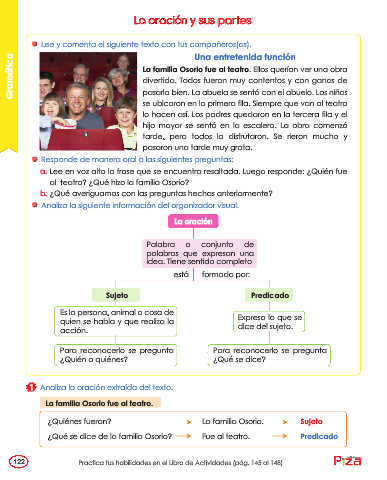 La oración y sus partes
Gramática
Lee y comenta el siguiente texto con tus compañeros(as).
Una entretenida función
La familia Osorio fue al teatro. Ellos querían ver una obra
divertida. Todos fueron muy contentos y con ganas de
pasarla bien. La abuela se sentó con el abuelo. Los niños
se ubicaron en la primera fila. Siempre que van al teatro
lo hacen así. Los padres quedaron en la tercera fila y el
hijo mayor se sentó en la escalera. La obra comenzó
tarde, pero todos la disfrutaron. Se rieron mucho y
pasaron una tarde muy grata.
Responde de manera oral a las siguientes preguntas:
a. Lee en voz alta la frase que se encuentra resaltada. Luego responde: ¿Quién fue
al teatro? ¿Qué hizo la familia Osorio?
b. ¿Qué averiguamos con las preguntas hechas anteriormente?
Analiza la siguiente información del organizador visual.
La oración
Palabra o conjunto de
palabras que expresan una
idea. Tiene sentido completo
está formada por:
Sujeto
Predicado
Es la persona, animal o cosa de
quien se habla y que realiza la
acción.
Expresa lo que se
dice del sujeto.
Para reconocerlo se pregunta
¿Quién o quiénes?
Para reconocerlo se pregunta
¿Qué se dice?
1 Analiza la oración extraída del texto.
La familia Osorio fue al teatro.
¿Quiénes fueron? La familia Osorio. Sujeto
¿Qué se dice de la familia Osorio? Fue al teatro. Predicado
122
Practica tus habilidades en el Libro de Actividades (pág. 145 al 148)